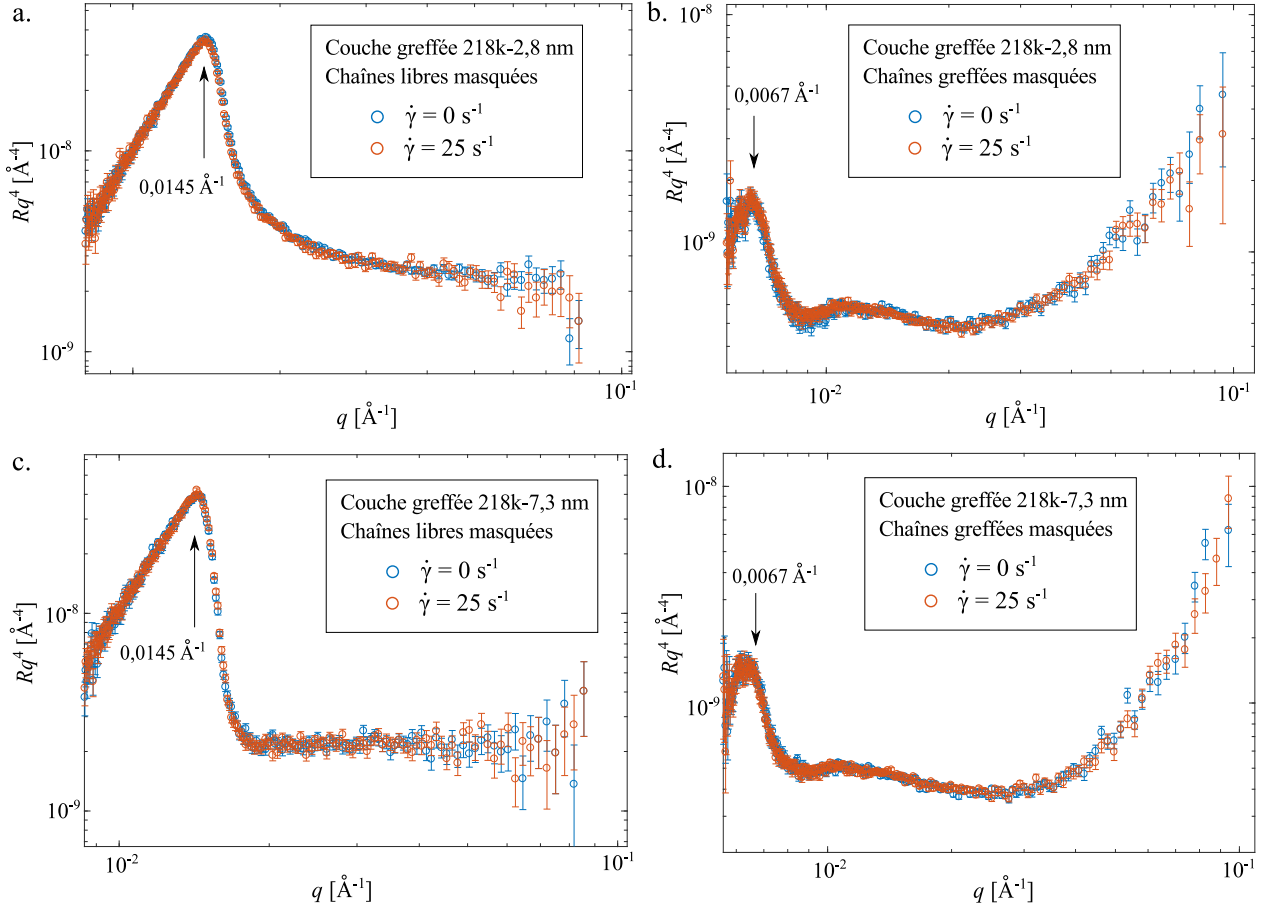 a.
Rq⁴ [Å⁻⁴]
10⁻⁸
10⁻⁹
Couche greffée 218k-2,8 nm
Chaînes libres masquées
γ̇ = 0 s⁻¹
γ̇ = 25 s⁻¹
0,0145 Å⁻¹
10⁻¹
q [Å⁻¹]
b.
Rq⁴ [Å⁻⁴]
10⁻⁸
10⁻⁹
Couche greffée 218k-2,8 nm
Chaînes greffées masquées
γ̇ = 0 s⁻¹
γ̇ = 25 s⁻¹
0,0067 Å⁻¹
10⁻²
10⁻¹
q [Å⁻¹]
c.
Rq⁴ [Å⁻⁴]
10⁻⁸
10⁻⁹
Couche greffée 218k-7,3 nm
Chaînes libres masquées
γ̇ = 0 s⁻¹
γ̇ = 25 s⁻¹
0,0145 Å⁻¹
10⁻²
10⁻¹
q [Å⁻¹]
d.
Rq⁴ [Å⁻⁴]
10⁻⁸
10⁻⁹
Couche greffée 218k-7,3 nm
Chaînes greffées masquées
γ̇ = 0 s⁻¹
γ̇ = 25 s⁻¹
0,0067 Å⁻¹
10⁻²
10⁻¹
q [Å⁻¹]